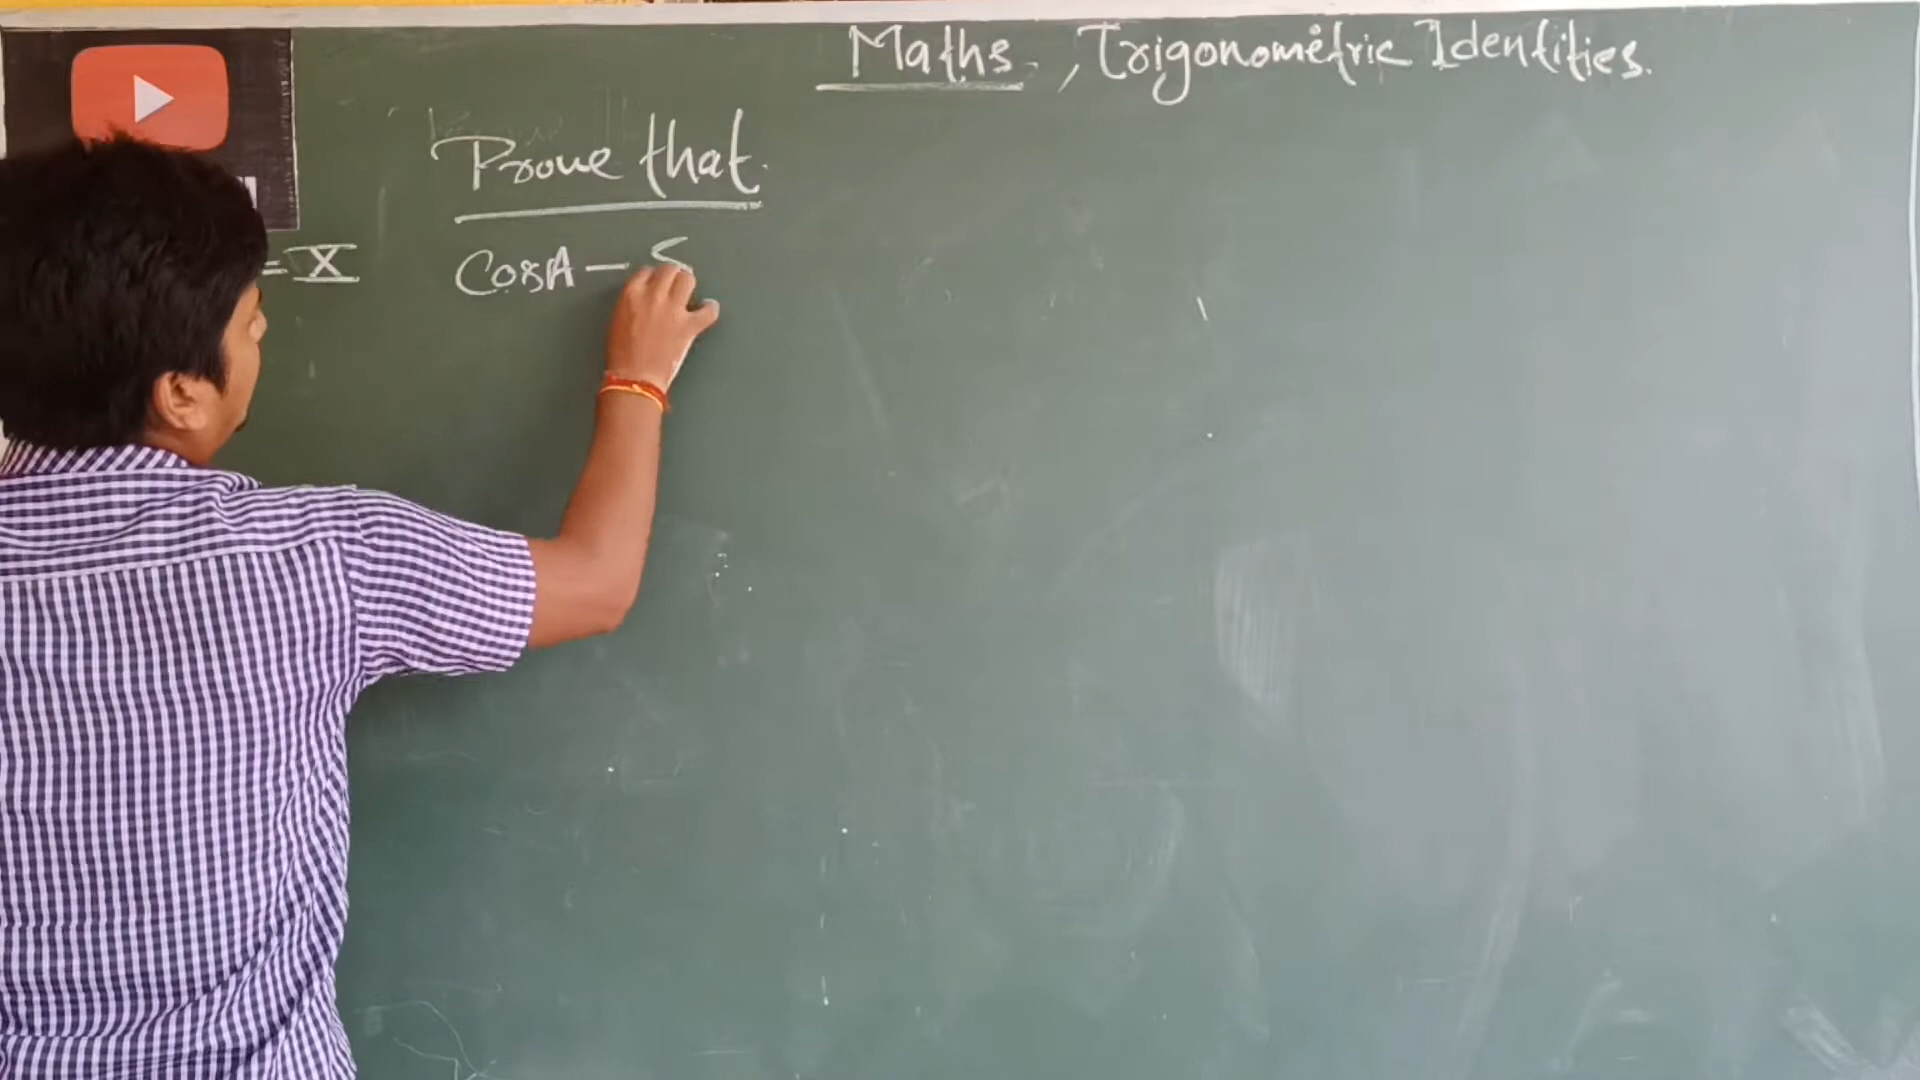 Maths, Trigonometric Identities.
Prove that
= X
CosA - S